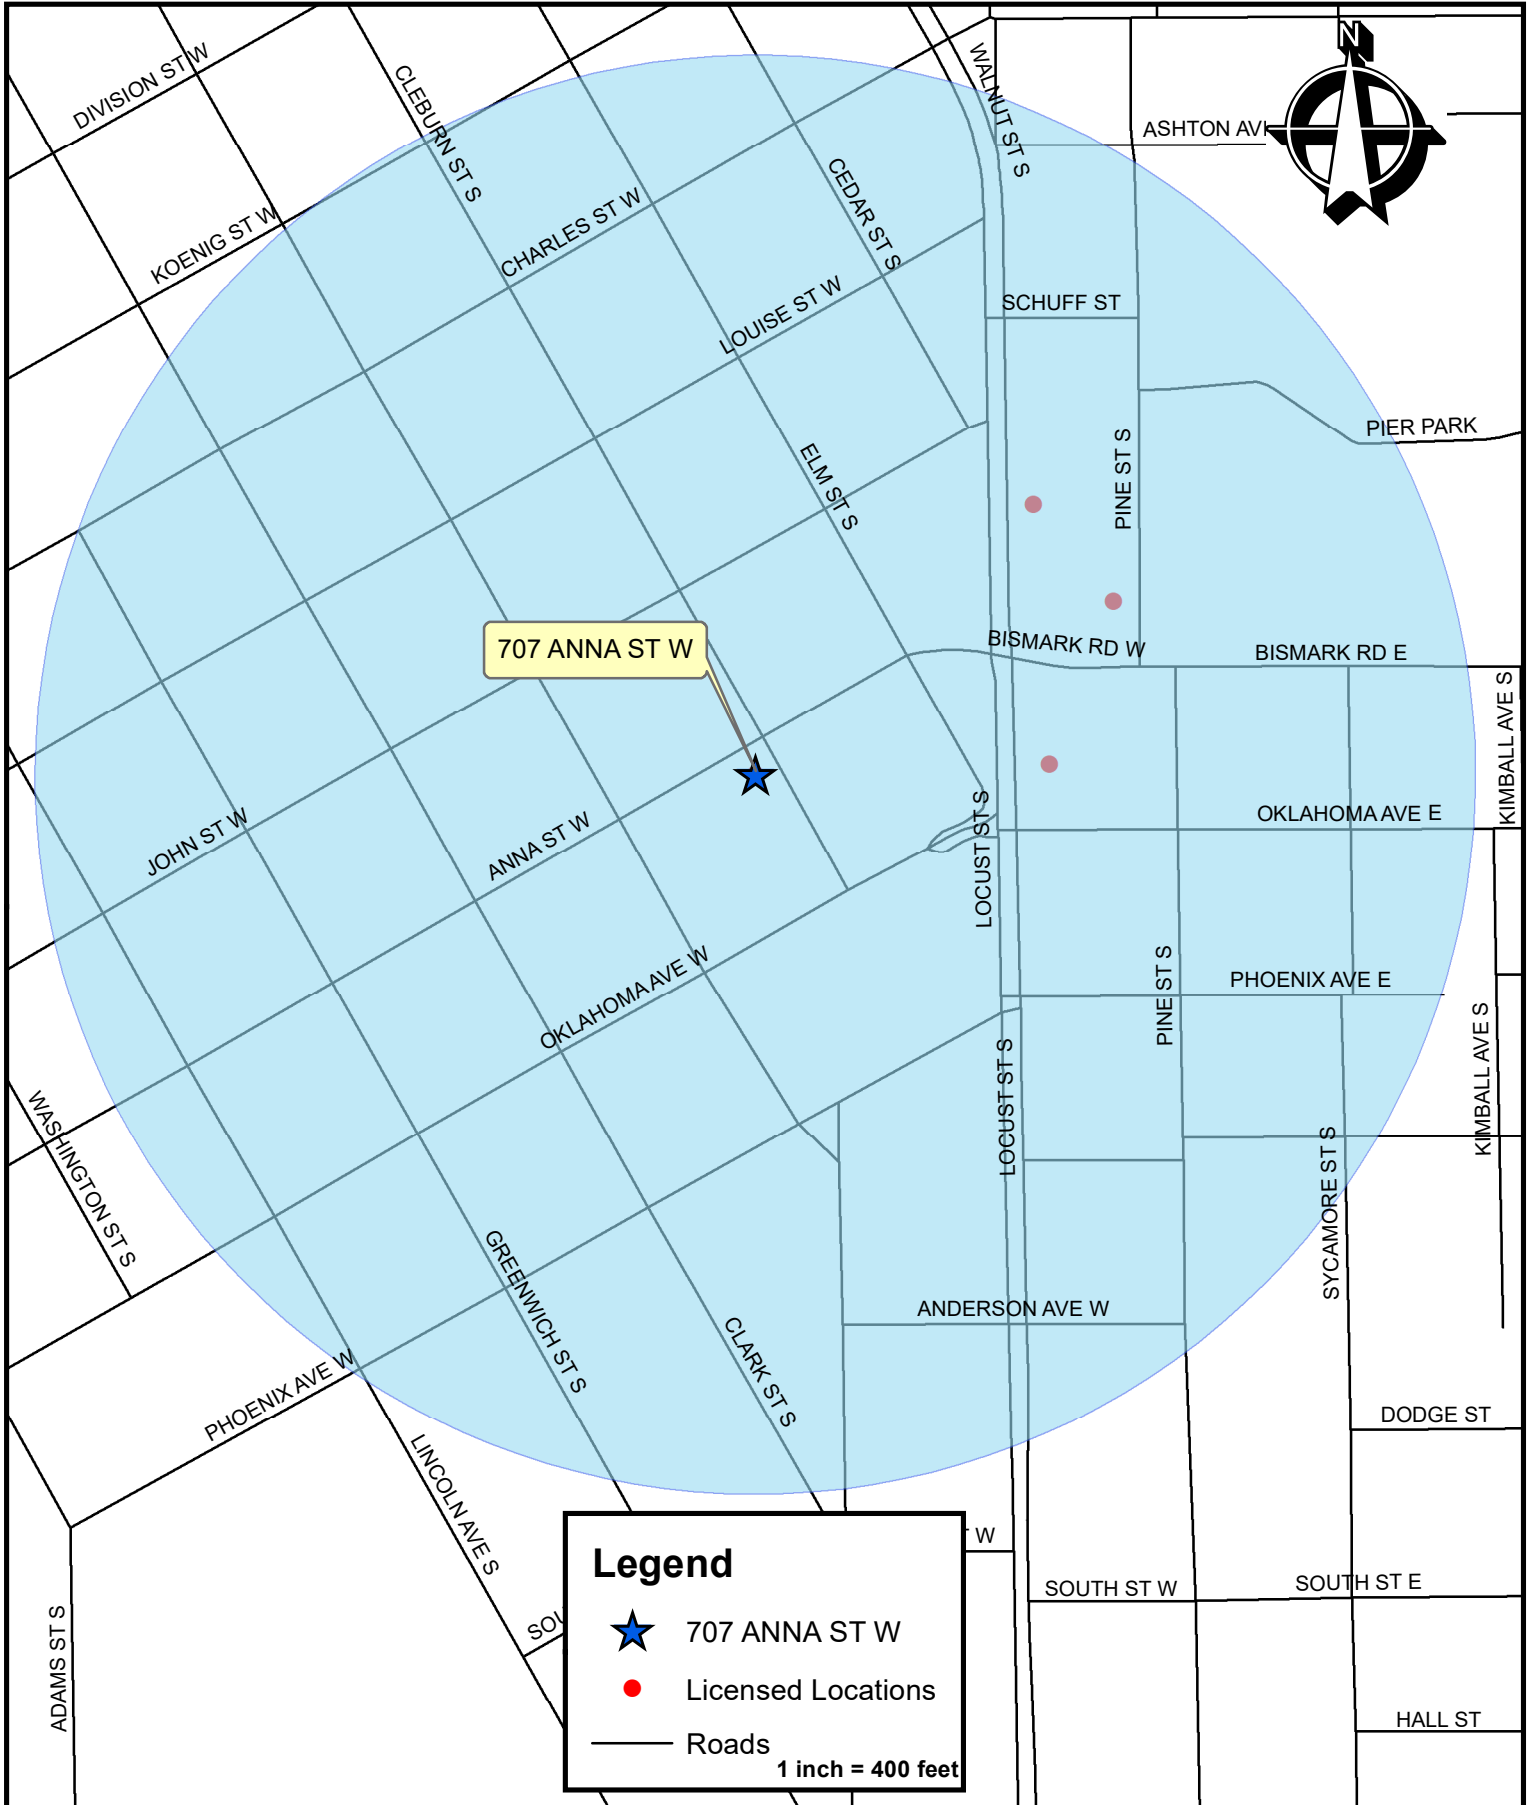 N
DIVISION ST W
CLEBURN ST S
WALNUT ST S
ASHTON AV
KOENIG ST W
CHARLES ST W
CEDAR ST S
LOUISE ST W
SCHUFF ST
PIER PARK
PINE ST S
ELM ST S
707 ANNA ST W
BISMARK RD W
BISMARK RD E
KIMBALL AVE S
JOHN ST W
ANNA ST W
LOCUST ST S
OKLAHOMA AVE E
OKLAHOMA AVE W
PINE ST S
PHOENIX AVE E
KIMBALL AVE S
WASHINGTON ST S
LOCUST ST S
SYCAMORE ST S
GREENWICH ST S
ANDERSON AVE W
CLARK ST S
PHOENIX AVE W
LINCOLN AVE S
DODGE ST
W
SOUTH ST W
SOUTH ST E
SOU
ADAMS ST S
HALL ST
Legend
707 ANNA ST W
Licensed Locations
Roads
1 inch = 400 feet